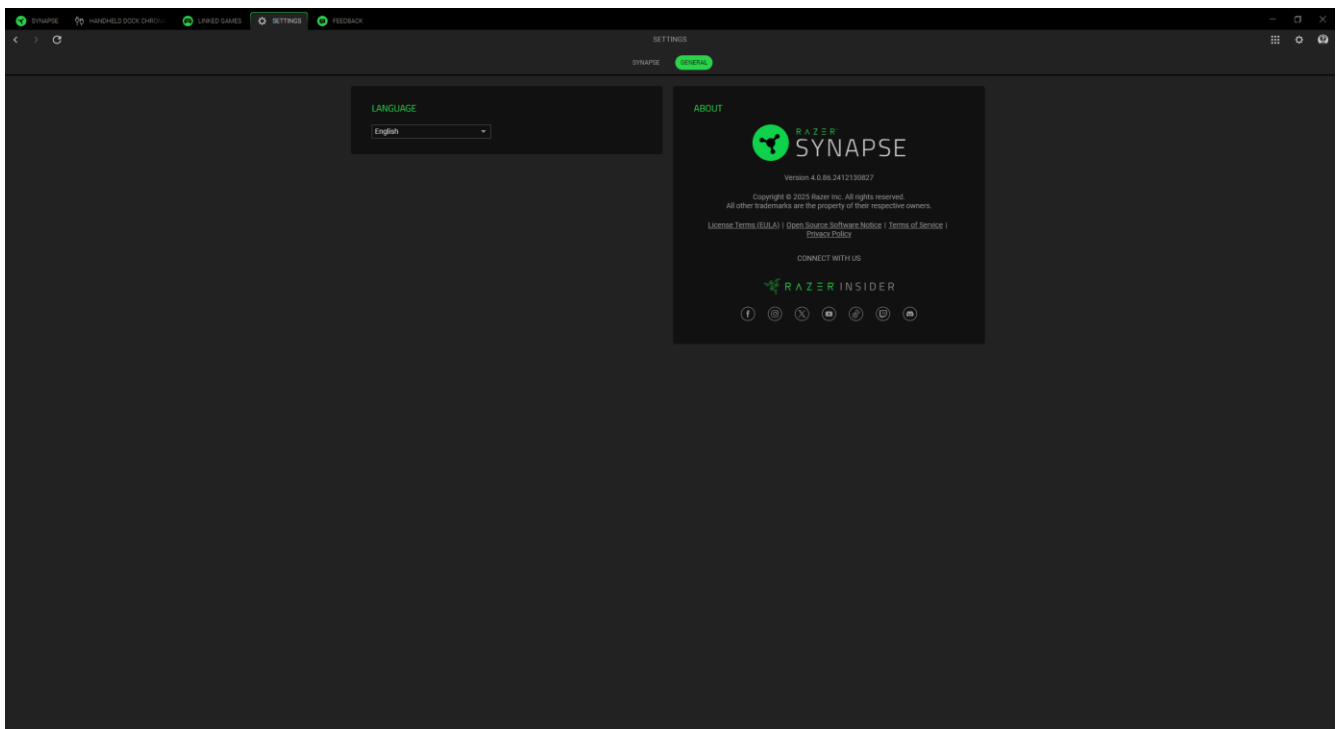 SYNAPSE
HANDHELD DOCK CHROM
LINKED GAMES
SETTINGS
FEEDBACK
SETTINGS
SYNAPSE
GENERAL
LANGUAGE
English
ABOUT
RAZER
SYNAPSE
Version 4.0.86.2412130827
Copyright © 2025 Razer Inc. All rights reserved.
All other trademarks are the property of their respective owners.
License Terms (EULA) | Open Source Software Notice | Terms of Service |
Privacy Policy
CONNECT WITH US
RAZER INSIDER